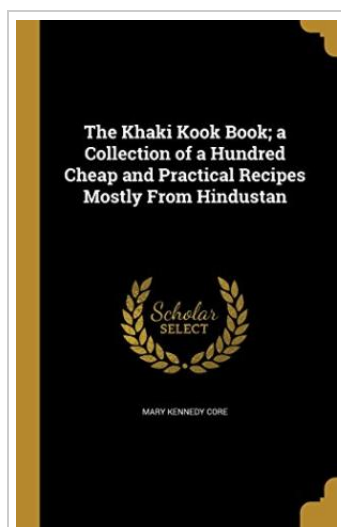 The Khaki Kook Book; a
Collection of a Hundred
Cheap and Practical Recipes
Mostly From Hindustan
Scholar
SELECT
MARY KENNEDY CORE